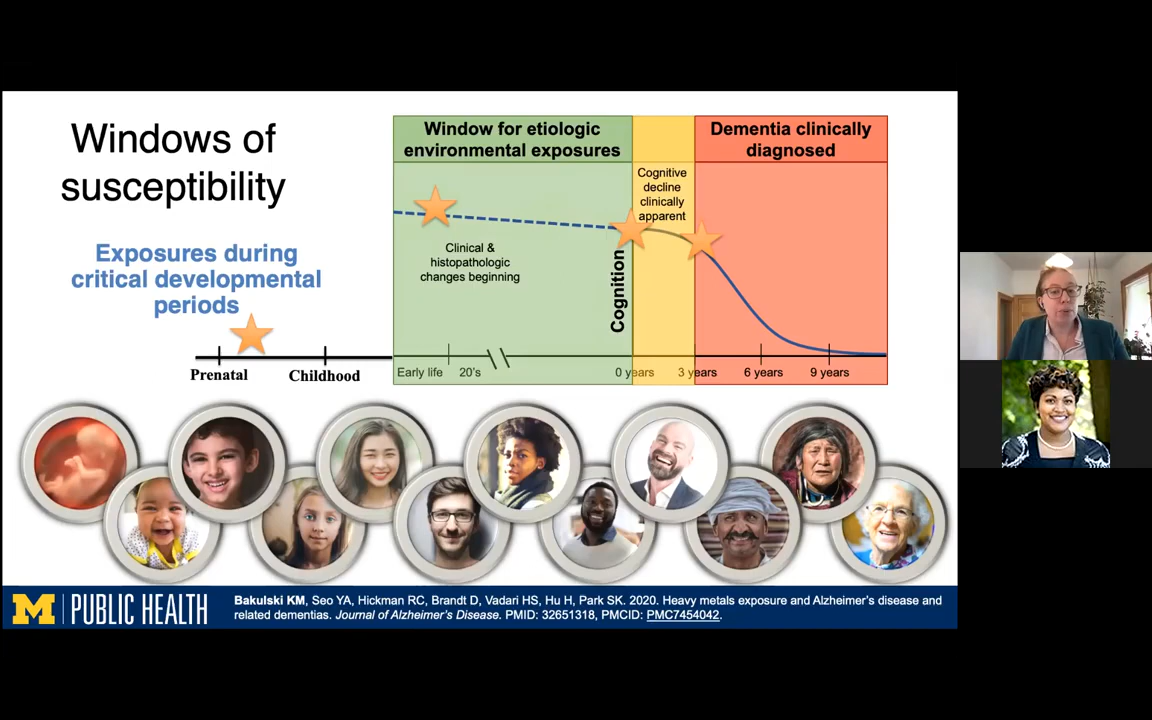 Windows of
susceptibility
Exposures during
critical developmental
periods
Prenatal
Childhood
Window for etiologic
environmental exposures
Dementia clinically
diagnosed
Cognitive
decline
clinically
apparent
Clinical &
histopathologic
changes beginning
Cognition
Early life
20's
0 years
3 years
6 years
9 years
M PUBLIC HEALTH
Bakulski KM, Seo YA, Hickman RC, Brandt D, Vadari HS, Hu H, Park SK. 2020. Heavy metals exposure and Alzheimer's disease and
related dementias. Journal of Alzheimer's Disease. PMID: 32651318, PMCID: PMC7454042.